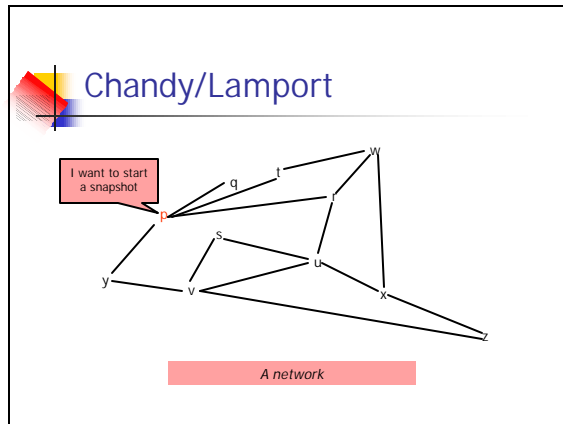 Chandy/Lamport
I want to start
a snapshot
w
t
q
r
p
s
u
y
v
x
z
A network